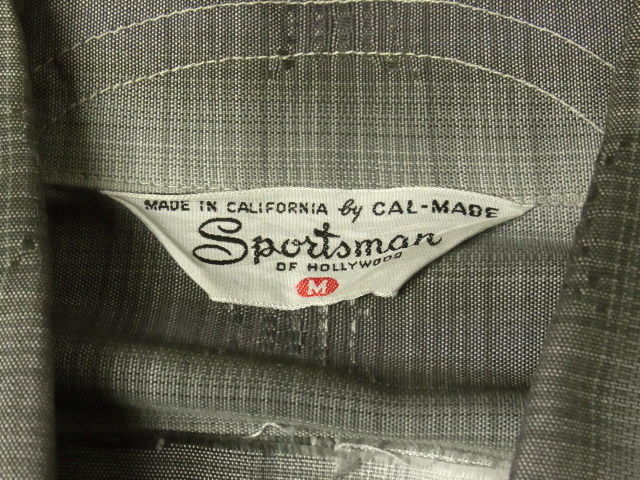 MADE IN CALIFORNIA by CAL-MADE
Sportsman
OF HOLLYWOOD
M